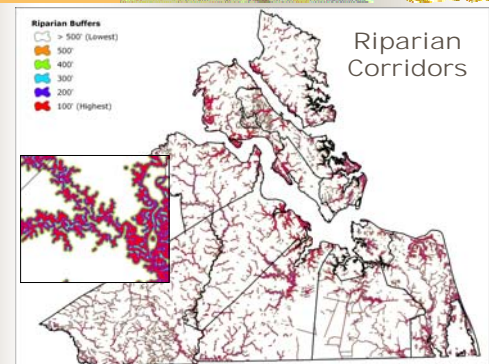 Riparian Buffers
> 500' (Lowest)
500'
400'
300'
200'
100' (Highest)
Riparian
Corridors